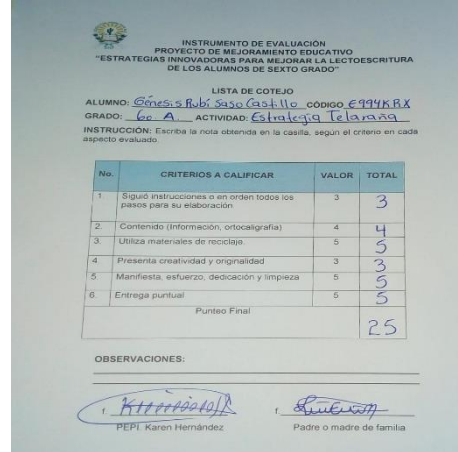 INSTRUMENTO DE EVALUACIÓN
PROYECTO DE MEJORAMIENTO EDUCATIVO
"ESTRATEGIAS INNOVADORAS PARA MEJORAR LA LECTOESCRITURA
DE LOS ALUMNOS DE SEXTO GRADO"
LISTA DE COTEJO
ALUMNO: Génesis Rubí Saso Castillo CÓDIGO E994KRX
GRADO: 6o A. ACTIVIDAD: Estrategia Telaraña
INSTRUCCIÓN: Escriba la nota obtenida en la casilla, según el criterio en cada
aspecto evaluado.
No. CRITERIOS A CALIFICAR VALOR TOTAL
1 Siguió instrucciones o en orden todos los pasos para su elaboración 3 3
2. Contenido (Información, ortocaligrafía) 4 4
3. Utiliza materiales de reciclaje. 5 5
4. Presenta creatividad y originalidad 3 3
5. Manifiesta, esfuerzo, dedicación y limpieza 5 5
6. Entrega puntual 5 5
Punteo Final 25
OBSERVACIONES:
f. f.
PEPI Karen Hernández Padre o madre de familia